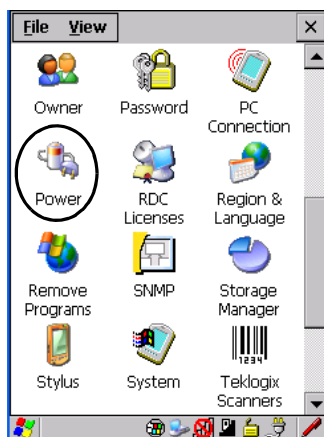 File View
Owner
Password
PC
Connection
Power
RDC
Licenses
Region &
Language
Remove
Programs
SNMP
Storage
Manager
Stylus
System
1234
Teklogix
Scanners